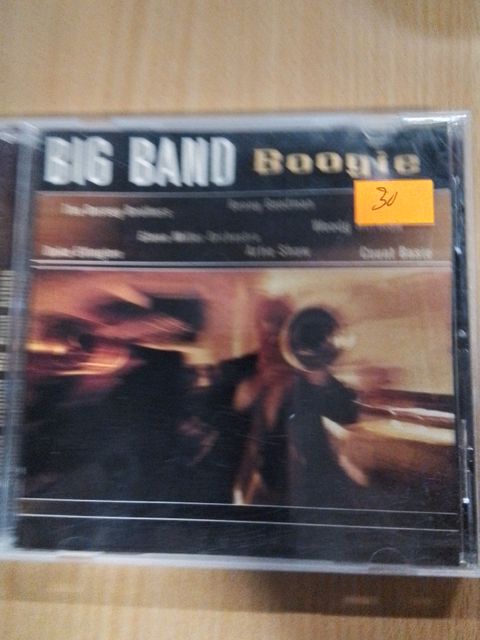 BIG BAND Boogie
30
The Dorsey Brothers Benny Goodman
Woody
Glenn Miller Orchestra
Duke Ellington Artie Shaw Count Basie